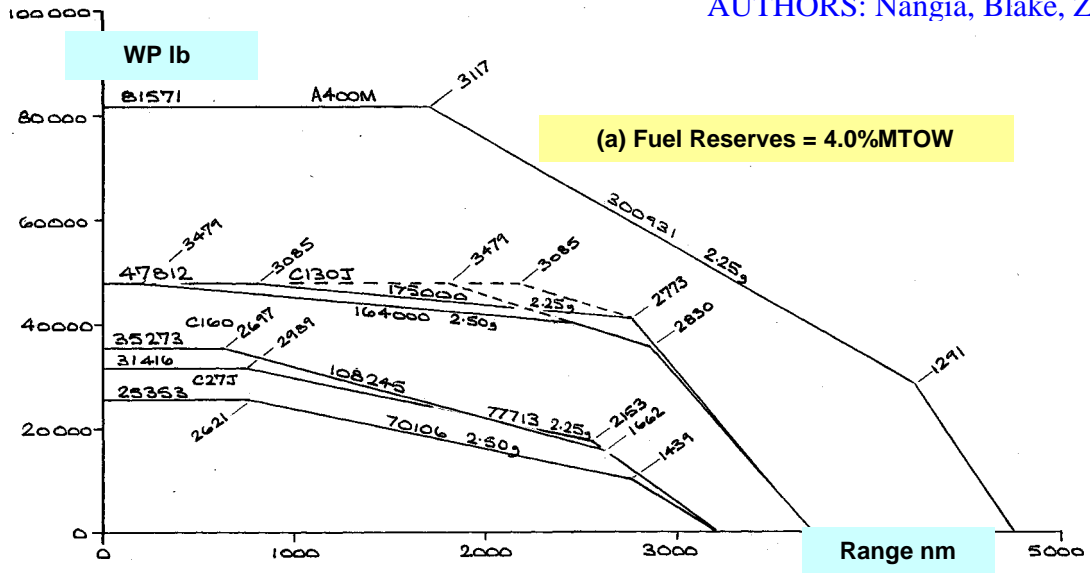 AUTHORS: Nangia, Blake, Z
100000
WP lb
3117
81571 A400M
80000
(a) Fuel Reserves = 4.0%MTOW
300931
2.25g
60000
3479
3085
3479
3085
47812 C130J
175000 2.25g
2773
164000 2.50g
2830
40000
C160 2697
2989
35273
31416
C27J
108245
1291
25353
77713 2.25g
2153
1662
20000
2621
70106 2.50g
1439
0
0 1000 2000 3000 5000
Range nm